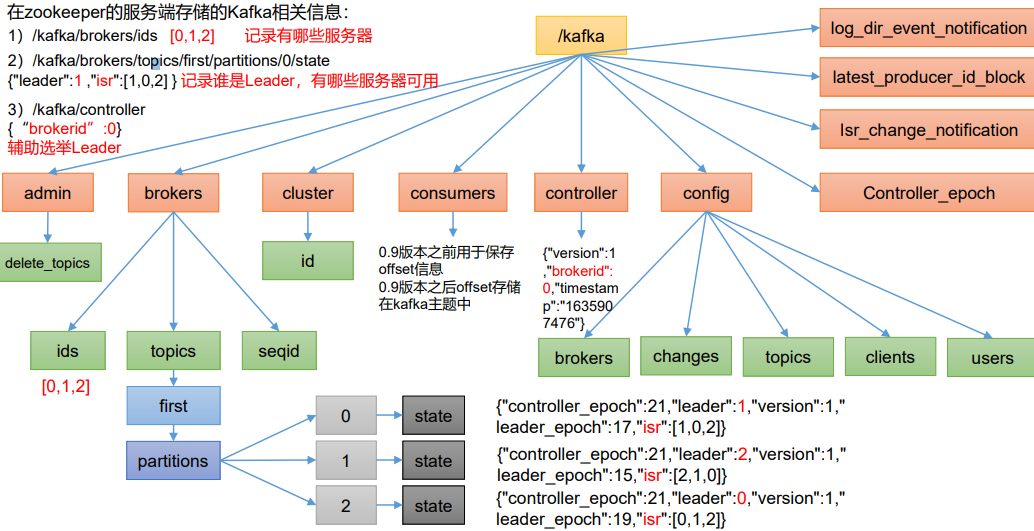 在zookeeper的服务端存储的Kafka相关信息：
1）/kafka/brokers/ids [0,1,2] 记录有哪些服务器
2）/kafka/brokers/topics/first/partitions/0/state
{"leader":1 ,"isr":[1,0,2] } 记录谁是Leader，有哪些服务器可用
3）/kafka/controller
{“brokerid”:0}
辅助选举Leader
/kafka
log_dir_event_notification
latest_producer_id_block
Isr_change_notification
Controller_epoch
admin
brokers
cluster
consumers
controller
config
delete_topics
id
0.9版本之前用于保存
offset信息
0.9版本之后offset存储
在kafka主题中
{"version":1
,"brokerid":
0,"timestam
p":"163590
7476"}
ids
topics
seqid
brokers
changes
topics
clients
users
[0,1,2]
first
partitions
0
state
{"controller_epoch":21,"leader":1,"version":1,"
leader_epoch":17,"isr":[1,0,2]}
1
state
{"controller_epoch":21,"leader":2,"version":1,"
leader_epoch":15,"isr":[2,1,0]}
2
state
{"controller_epoch":21,"leader":0,"version":1,"
leader_epoch":19,"isr":[0,1,2]}